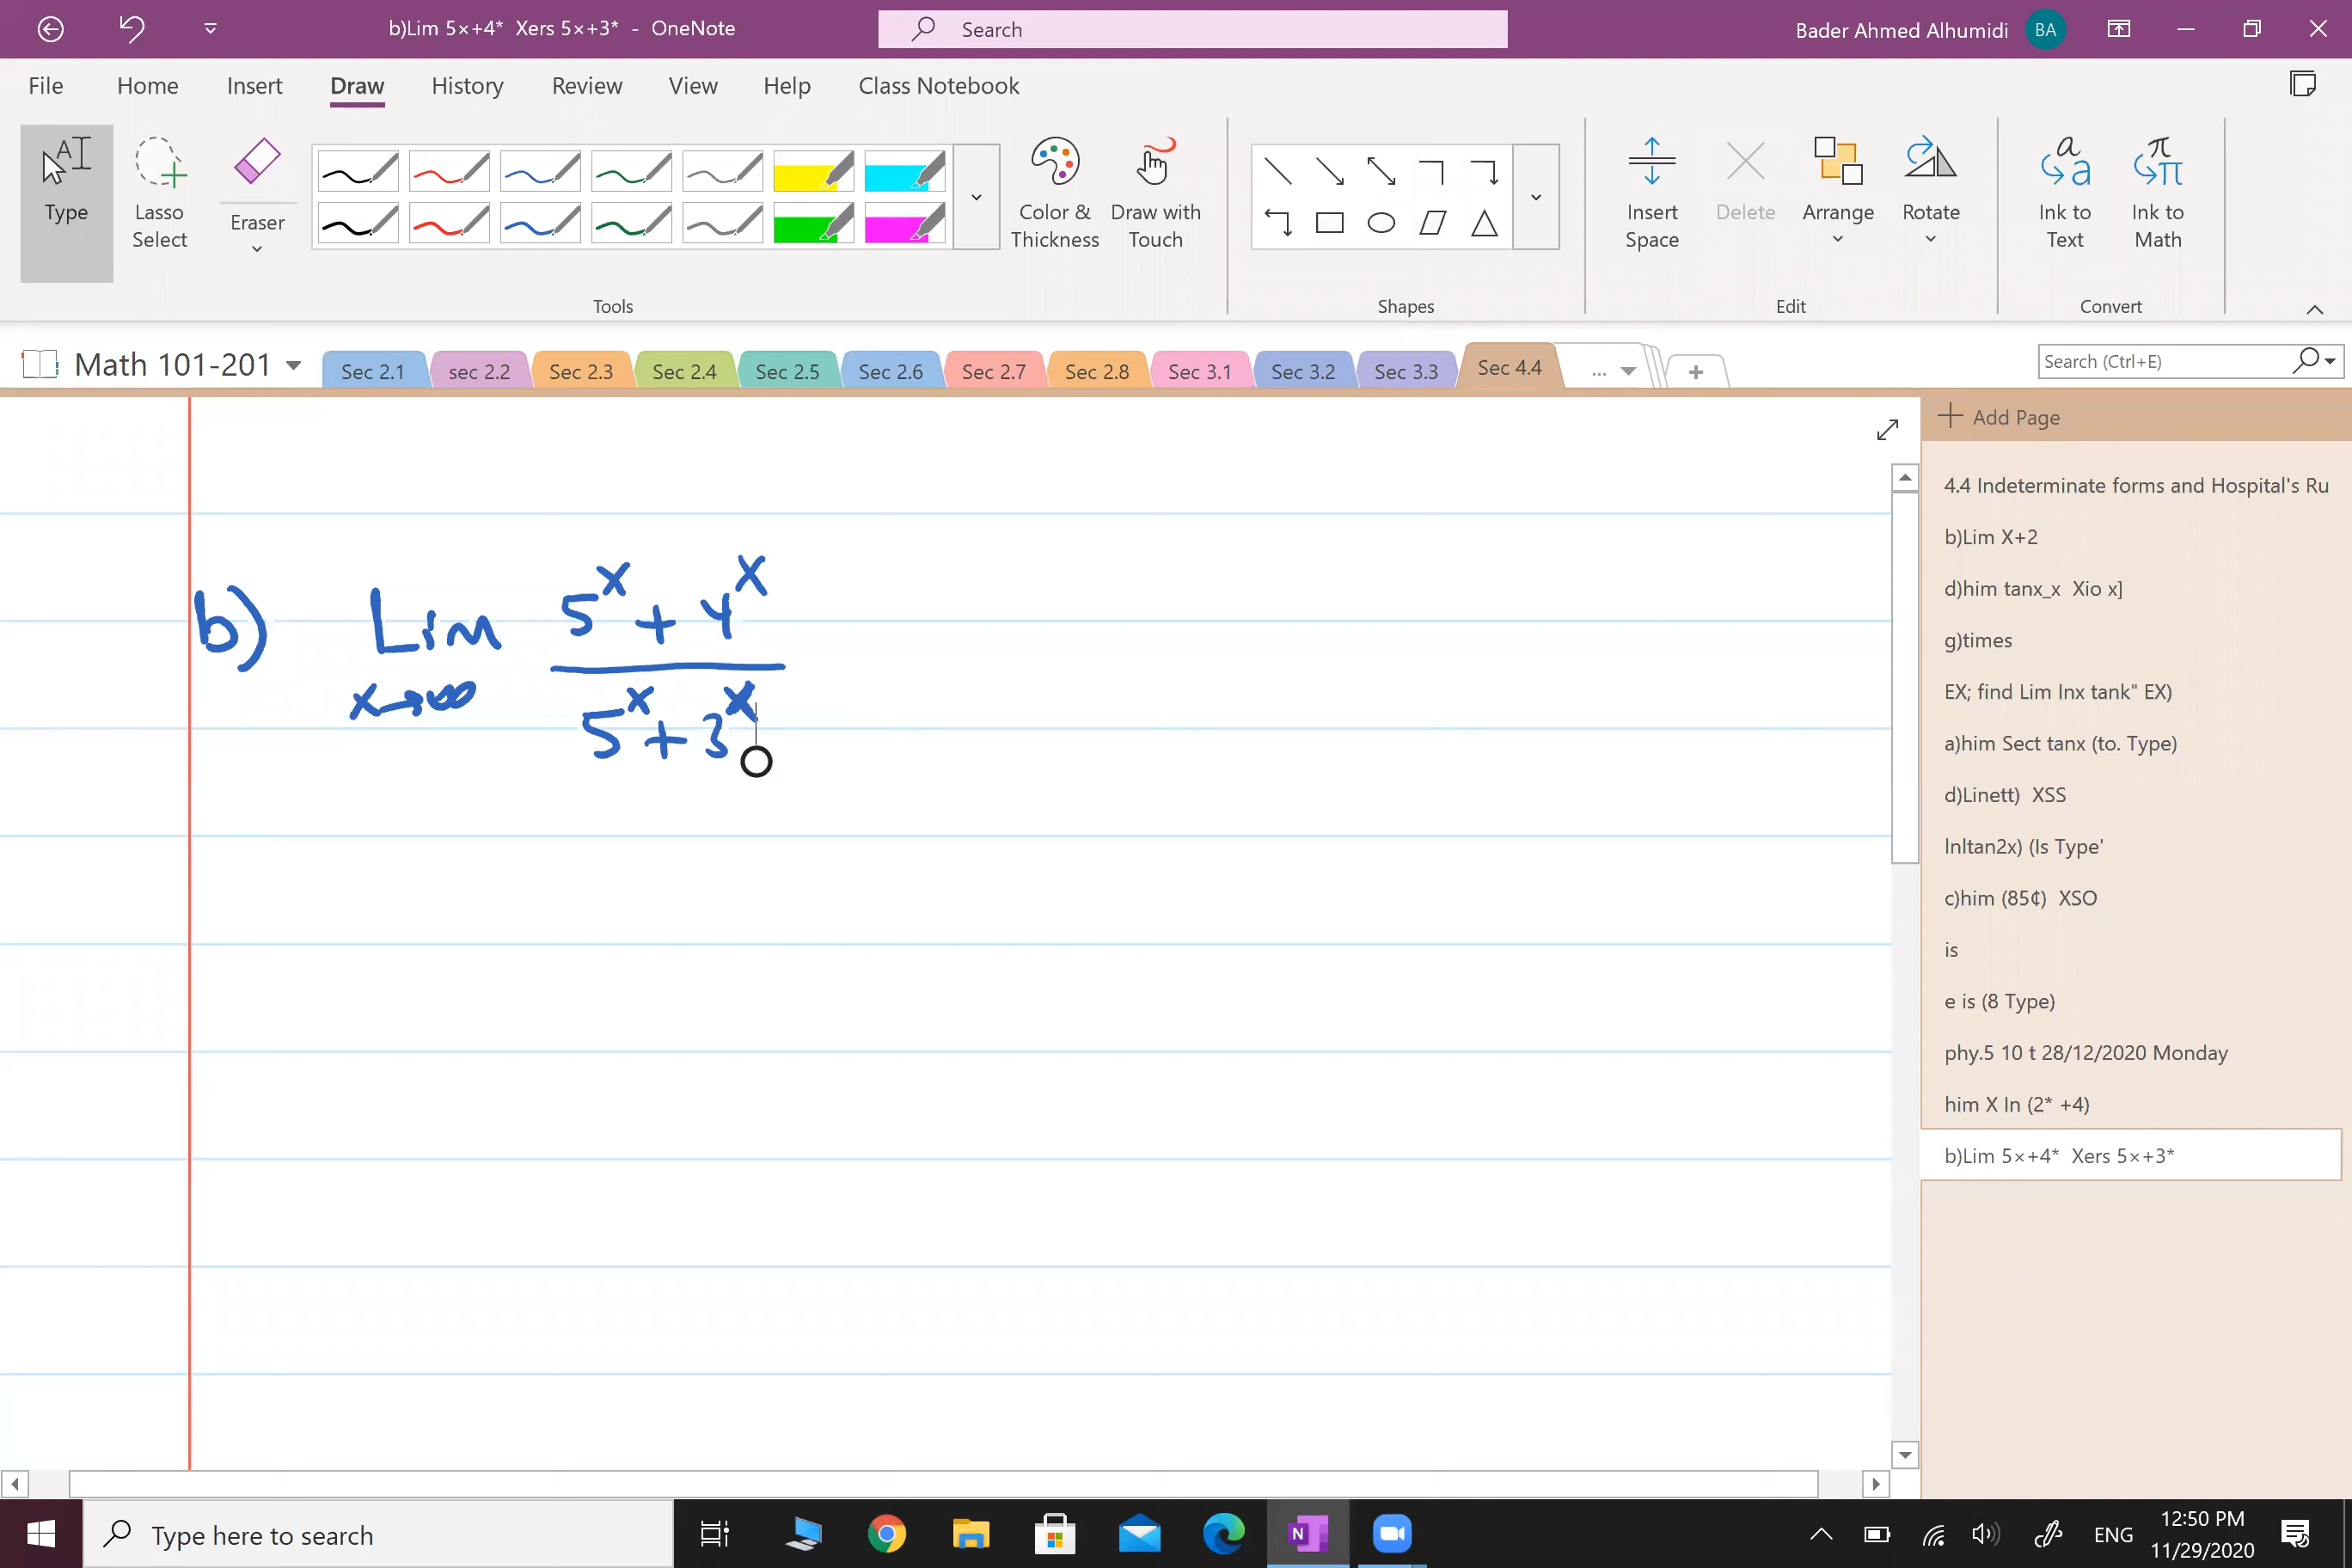 b)Lim 5×+4*  Xers 5×+3*  -  OneNote
Search
Bader Ahmed Alhumidi
BA
File Home Insert Draw History Review View Help Class Notebook
Type
Lasso Select
Eraser
Color & Thickness
Draw with Touch
Insert Space
Delete
Arrange
Rotate
Ink to Text
Ink to Math
Tools
Shapes
Edit
Convert
Math 101-201
Sec 2.1 sec 2.2 Sec 2.3 Sec 2.4 Sec 2.5 Sec 2.6 Sec 2.7 Sec 2.8 Sec 3.1 Sec 3.2 Sec 3.3 Sec 4.4 ...
Search (Ctrl+E)
b) Lim 5^x + 4^x
x→∞ 5^x + 3^x
Add Page
4.4 Indeterminate forms and Hospital's Ru
b)Lim X+2
d)him tanx_x  Xio x]
g)times
EX; find Lim Inx tank" EX)
a)him Sect tanx (to. Type)
d)Linett)  XSS
Inltan2x) (Is Type'
c)him (85¢)  XSO
is
e is (8 Type)
phy.5 10 t 28/12/2020 Monday
him X In (2* +4)
b)Lim 5×+4*  Xers 5×+3*
Type here to search
ENG
12:50 PM
11/29/2020